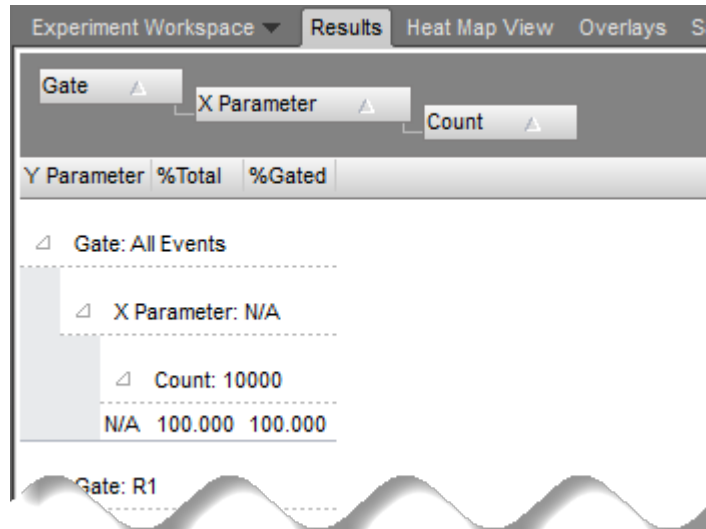 Experiment Workspace Results Heat Map View Overlays
Gate
X Parameter
Count
Y Parameter %Total %Gated
Gate: All Events
X Parameter: N/A
Count: 10000
N/A 100.000 100.000
Gate: R1